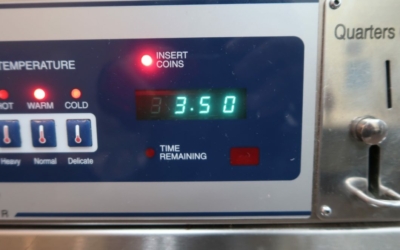 INSERT
COINS
Quarters
TEMPERATURE
3.50
HOT WARM COLD
Heavy Normal Delicate
TIME
REMAINING
R